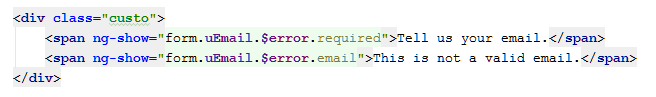 <div class="custo">
<span ng-show="form.uEmail.$error.required">Tell us your email.</span>
<span ng-show="form.uEmail.$error.email">This is not a valid email.</span>
</div>